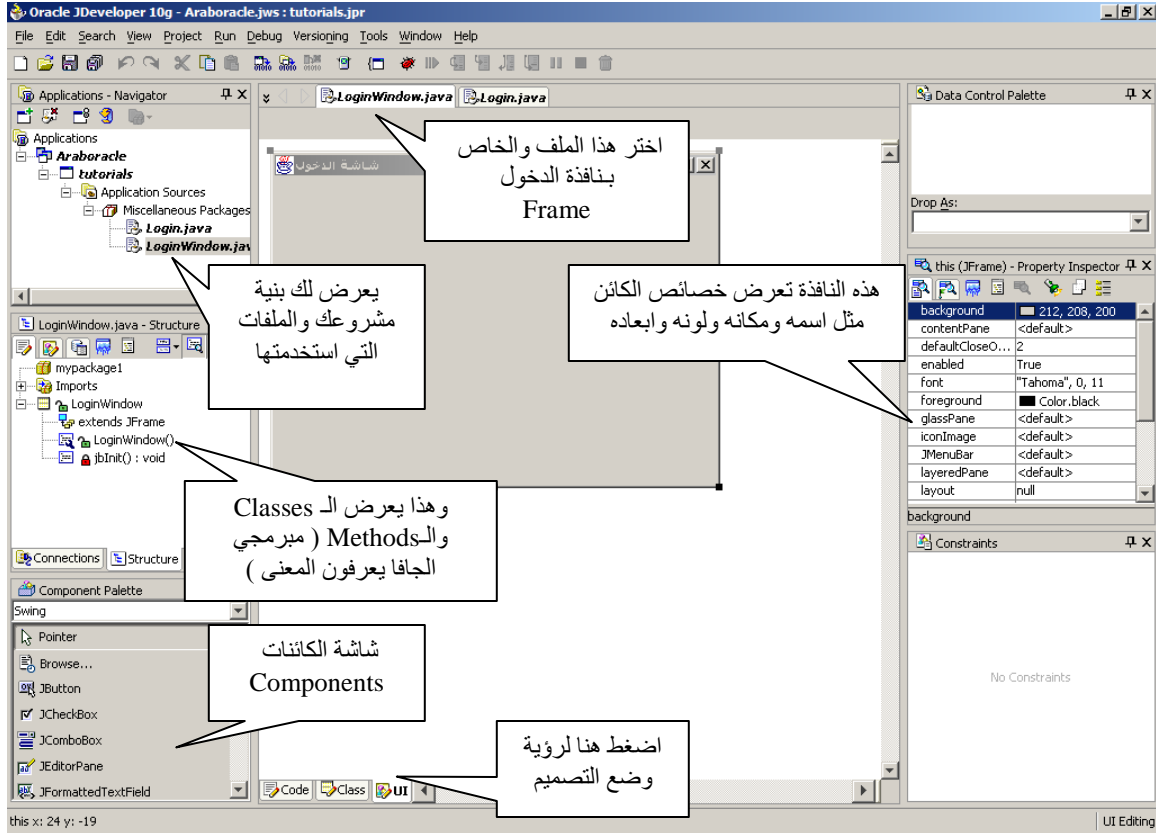 Oracle JDeveloper 10g - Araboracle.jws : tutorials.jpr
File Edit Search View Project Run Debug Versioning Tools Window Help
Applications - Navigator
Applications
Araboracle
tutorials
Application Sources
Miscellaneous Packages
Login.java
LoginWindow.jav
LoginWindow.java - Structure
mypackage1
Imports
LoginWindow
extends JFrame
LoginWindow()
jbInit() : void
Connections
Structure
Component Palette
Swing
Pointer
Browse...
JButton
JCheckBox
JComboBox
JEditorPane
JFormattedTextField
LoginWindow.java
Login.java
شاشة الدخول
اختر هذا الملف والخاص
بنافذة الدخول
Frame
يعرض لك بنية
مشروعك والملفات
التي استخدمتها
هذه النافذة تعرض خصائص الكائن
مثل اسمه ومكانه ولونه وابعاده
وهذا يعرض الـ Classes
والـMethods ( مبرمجي
الجافا يعرفون المعنى )
شاشة الكائنات
Components
اضغط هنا لرؤية
وضع التصميم
Code
Class
UI
Data Control Palette
Drop As:
this (JFrame) - Property Inspector
background 212, 208, 200
contentPane <default>
defaultCloseO... 2
enabled True
font "Tahoma", 0, 11
foreground Color.black
glassPane <default>
iconImage <default>
JMenuBar <default>
layeredPane <default>
layout null
background
Constraints
No Constraints
this x: 24 y: -19
UI Editing